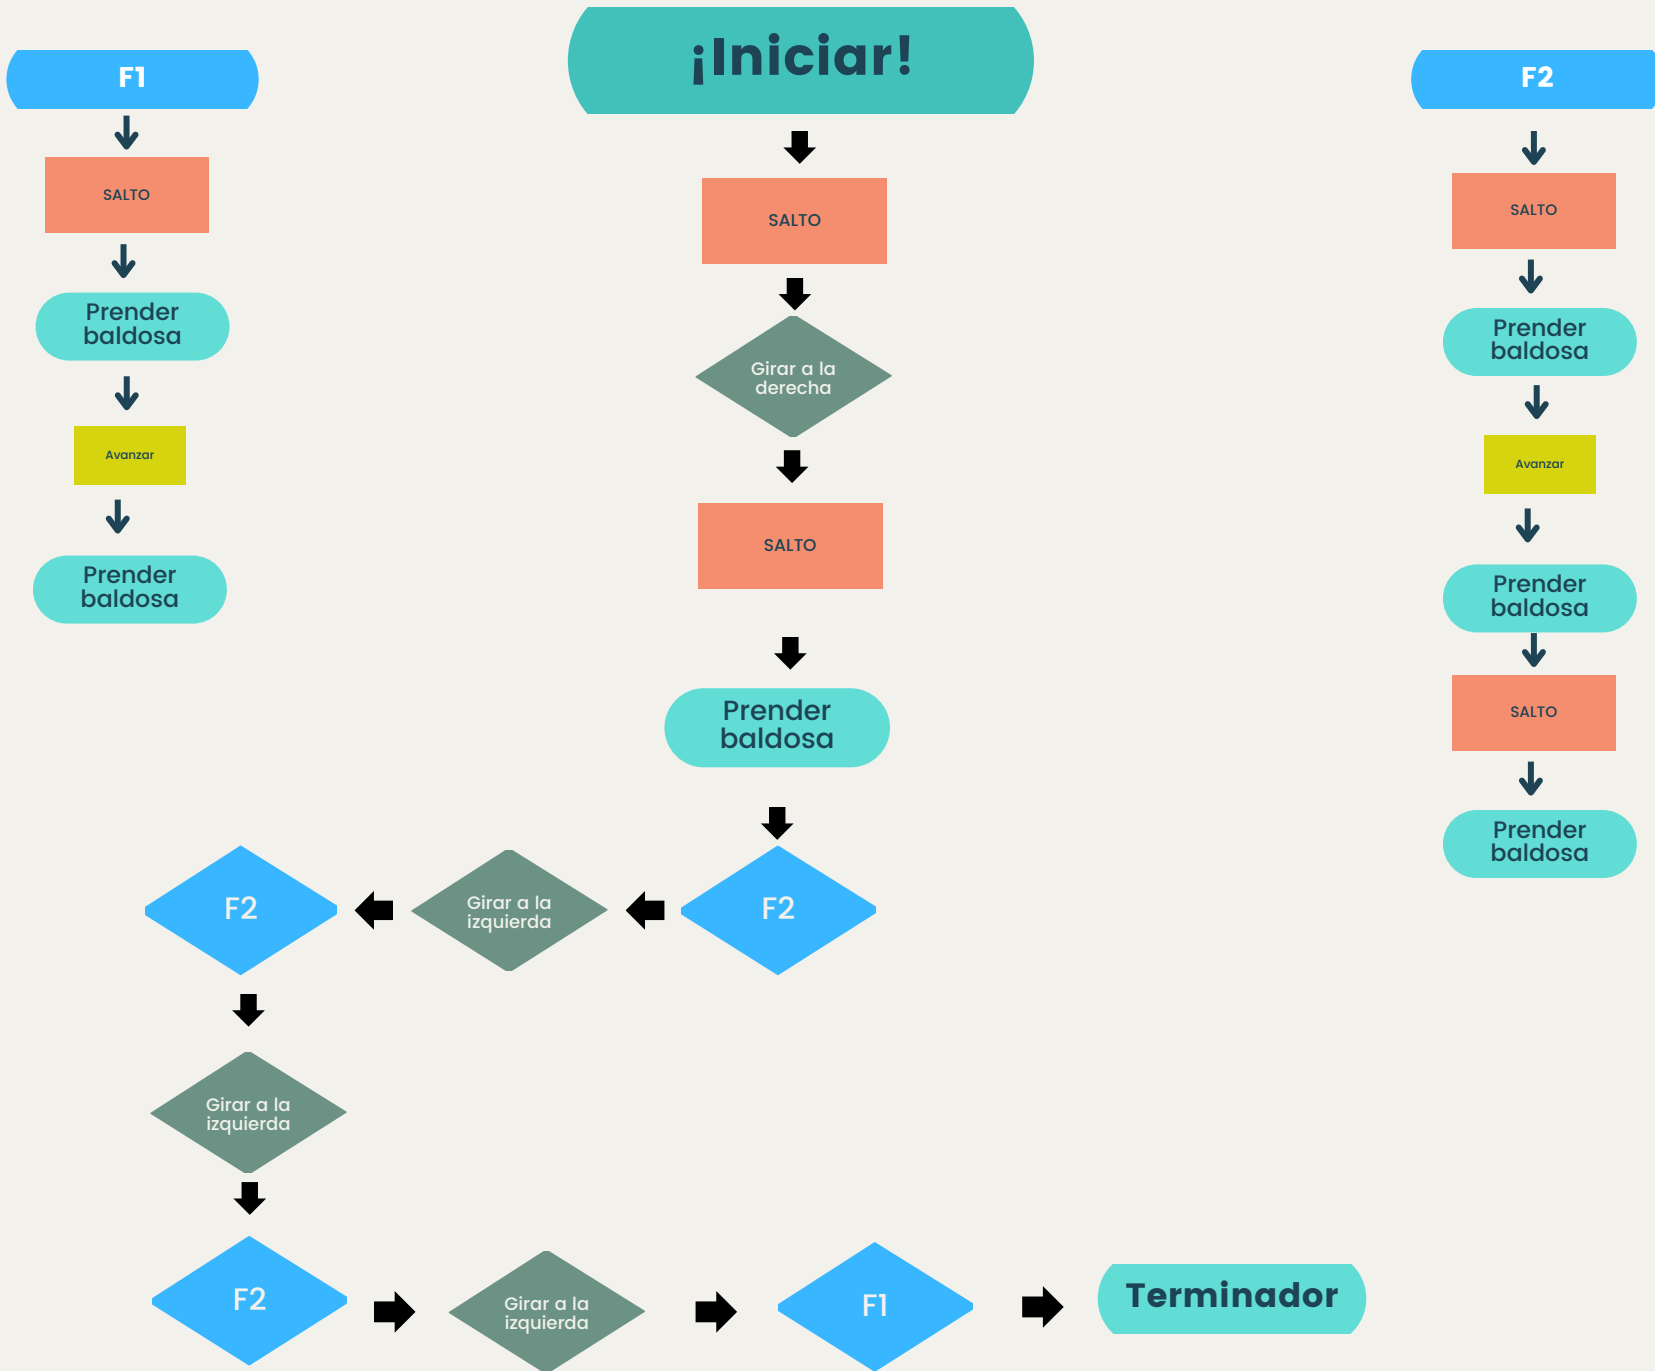 F1
SALTO
Prender
baldosa
Avanzar
Prender
baldosa
¡Iniciar!
SALTO
Girar a la
derecha
SALTO
Prender
baldosa
F2
Girar a la
izquierda
F2
Girar a la
izquierda
F2
Girar a la
izquierda
F1
Terminador
F2
SALTO
Prender
baldosa
Avanzar
Prender
baldosa
SALTO
Prender
baldosa